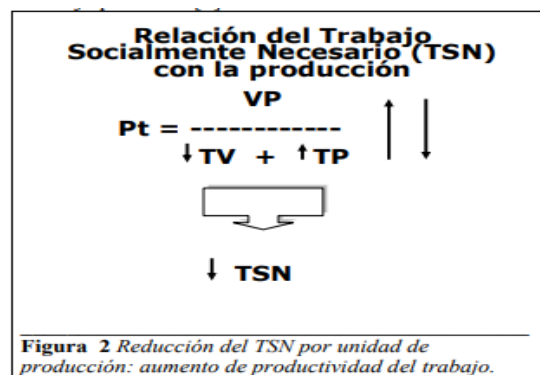 Relación del Trabajo
Socialmente Necesario (TSN)
con la producción
VP
Pt = ------------
↓TV + ↑TP ↑ ↓
↓ TSN
Figura 2 Reducción del TSN por unidad de
producción: aumento de productividad del trabajo.